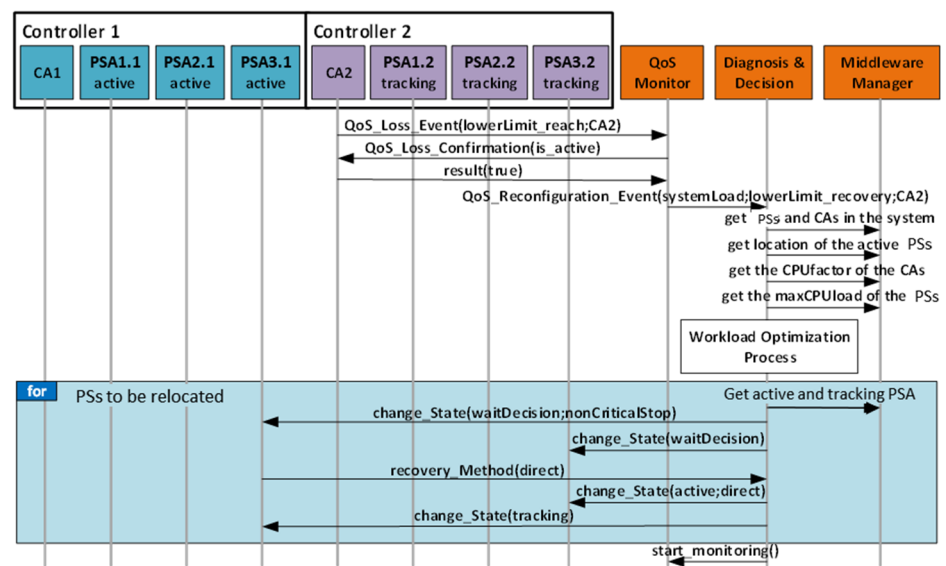 Controller 1
Controller 2
CA1
PSA1.1
active
PSA2.1
active
PSA3.1
active
CA2
PSA1.2
tracking
PSA2.2
tracking
PSA3.2
tracking
QoS
Monitor
Diagnosis &
Decision
Middleware
Manager
QoS_Loss_Event(lowerLimit_reach;CA2)
QoS_Loss_Confirmation(is_active)
result(true)
QoS_Reconfiguration_Event(systemLoad;lowerLimit_recovery;CA2)
get PSs and CAs in the system
get location of the active PSs
get the CPUfactor of the CAs
get the maxCPUload of the PSs
Workload Optimization
Process
for
PSs to be relocated
Get active and tracking PSA
change_State(waitDecision;nonCriticalStop)
change_State(waitDecision)
recovery_Method(direct)
change_State(active;direct)
change_State(tracking)
start_monitoring()